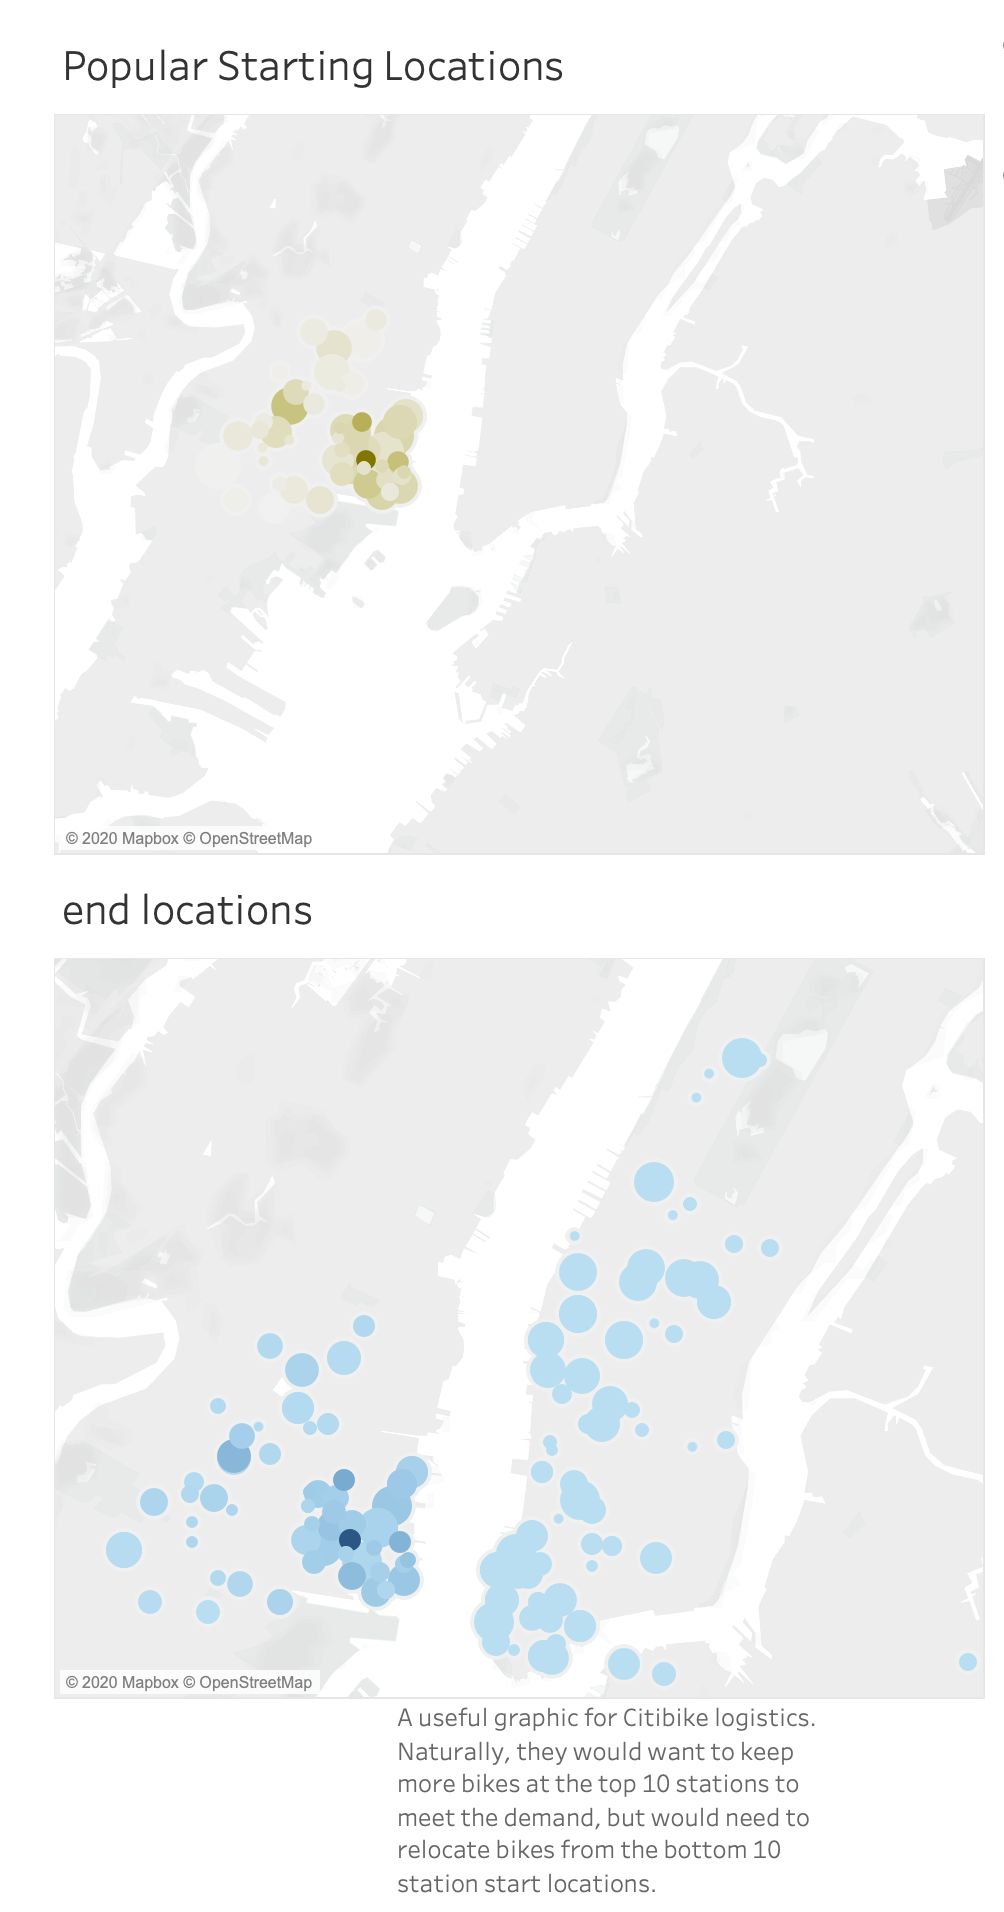 Popular Starting Locations
© 2020 Mapbox © OpenStreetMap
end locations
© 2020 Mapbox © OpenStreetMap
A useful graphic for Citibike logistics.
Naturally, they would want to keep
more bikes at the top 10 stations to
meet the demand, but would need to
relocate bikes from the bottom 10
station start locations.